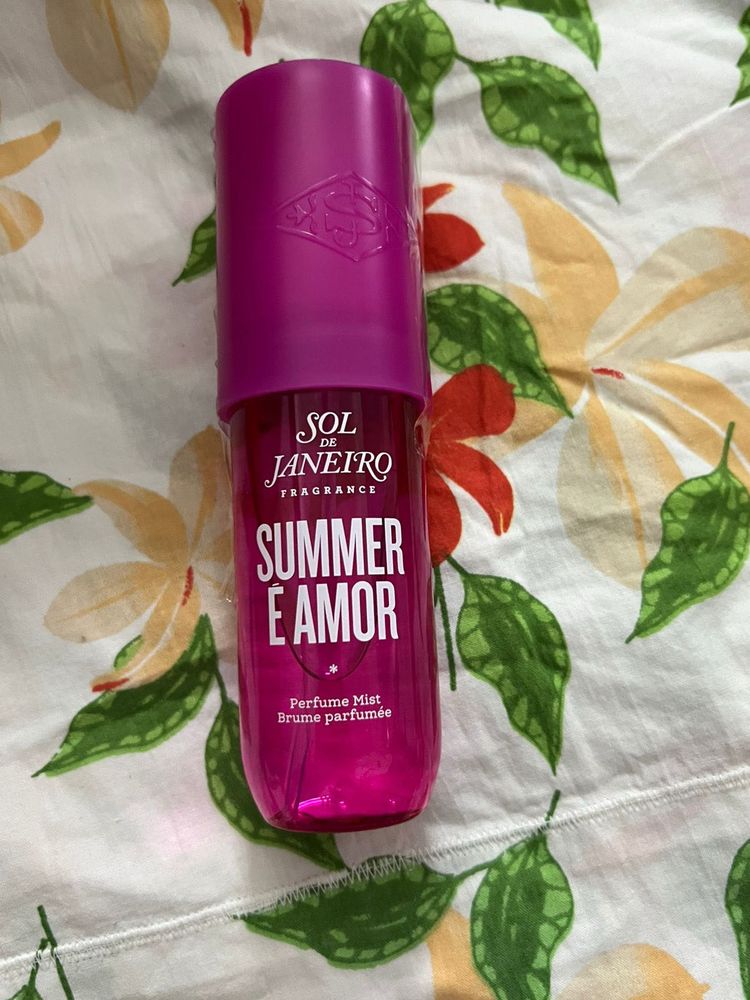 SOL
DE
JANEIRO
FRAGRANCE
SUMMER
É AMOR
*
Perfume Mist
Brume parfumée